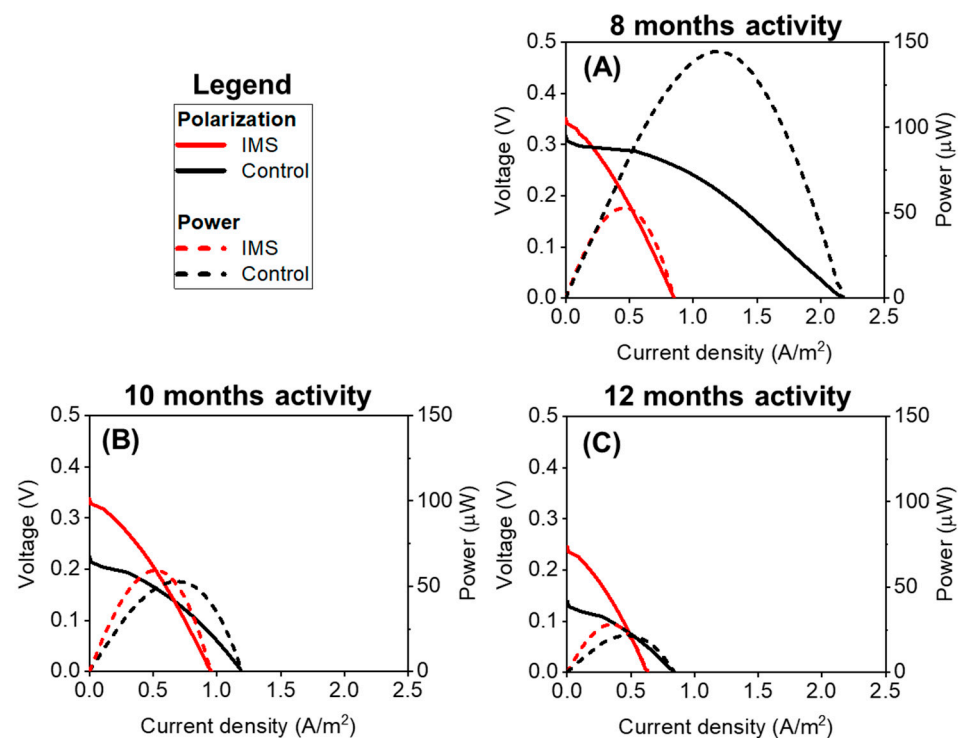 Legend
Polarization
IMS
Control
Power
IMS
Control
8 months activity
(A)
0.5
0.4
0.3
0.2
0.1
0.0
Voltage (V)
150
100
50
0
Power (μW)
0.0 0.5 1.0 1.5 2.0 2.5
Current density (A/m²)
10 months activity
(B)
0.5
0.4
0.3
0.2
0.1
0.0
Voltage (V)
150
100
50
0
Power (μW)
0.0 0.5 1.0 1.5 2.0 2.5
Current density (A/m²)
12 months activity
(C)
0.5
0.4
0.3
0.2
0.1
0.0
Voltage (V)
150
100
50
0
Power (μW)
0.0 0.5 1.0 1.5 2.0 2.5
Current density (A/m²)